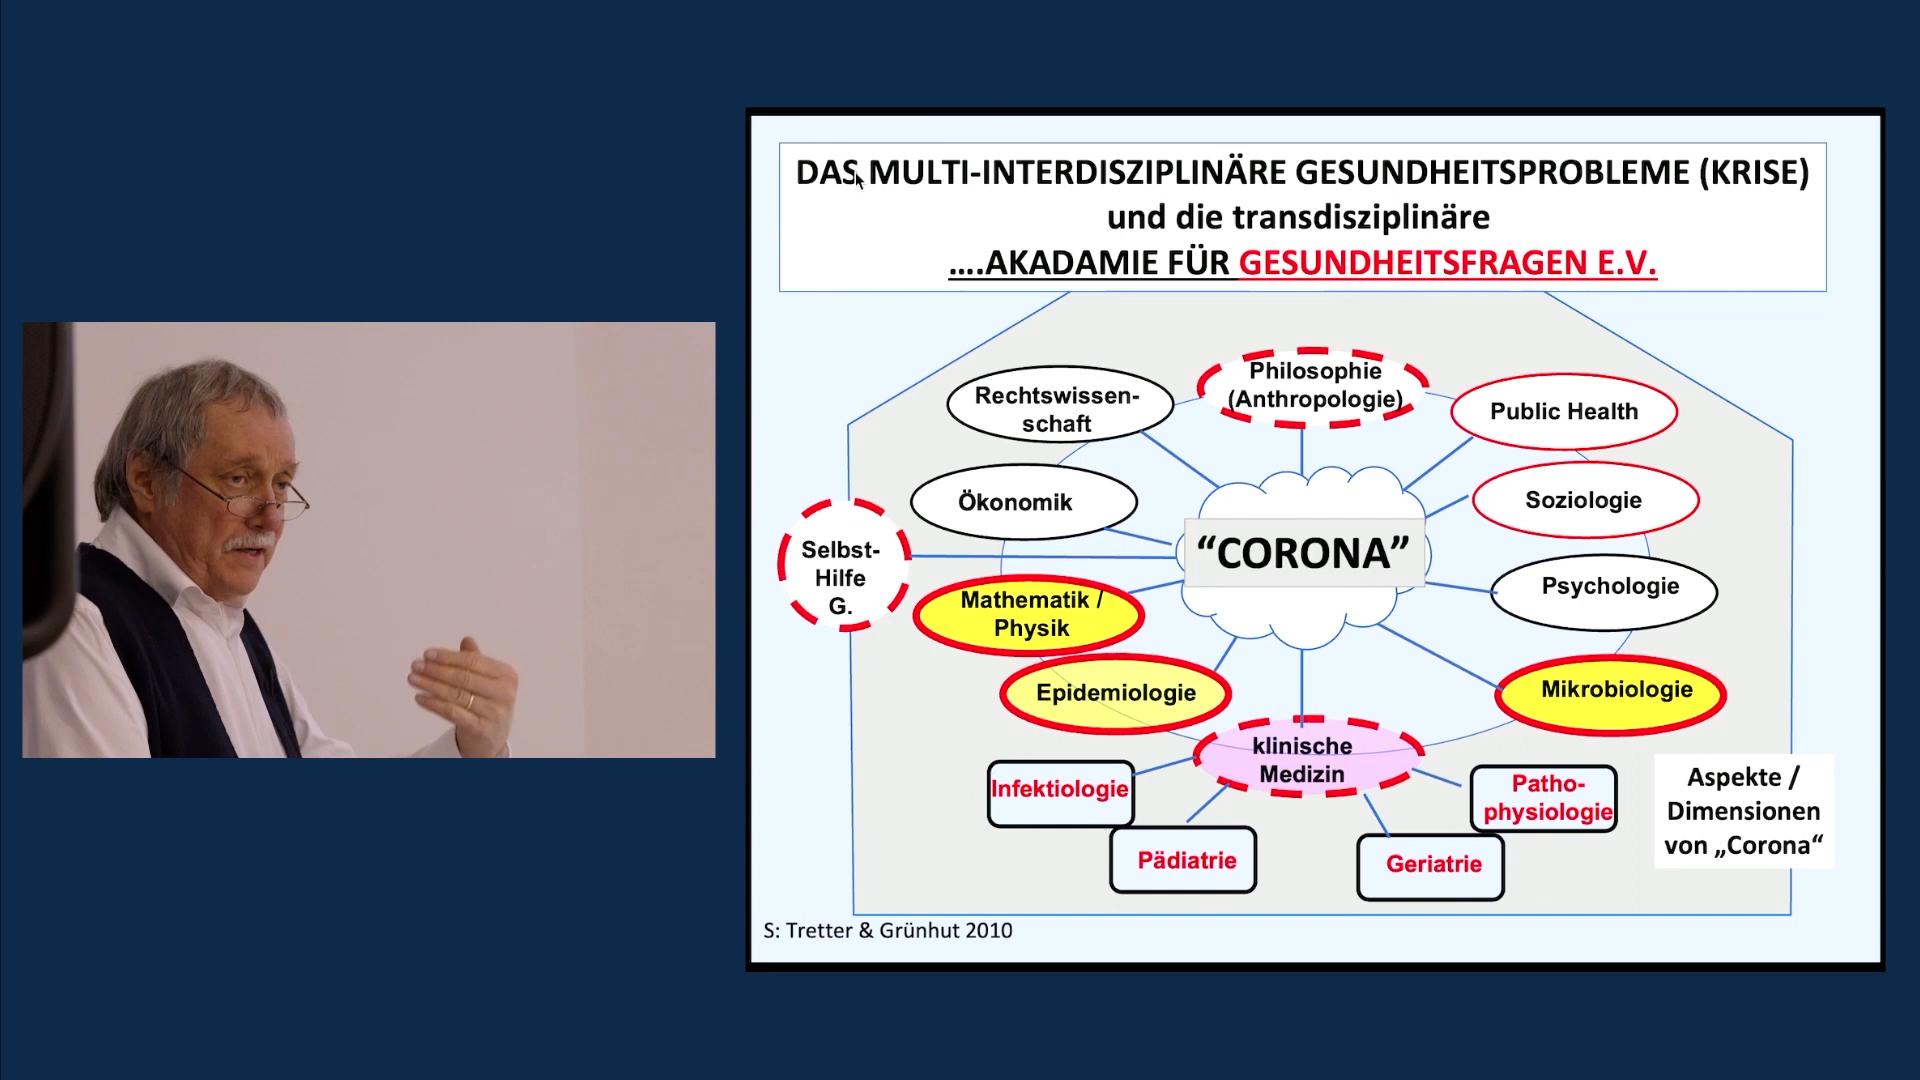 DAS MULTI-INTERDISZIPLINÄRE GESUNDHEITSPROBLEME (KRISE)
und die transdisziplinäre
….AKADAMIE FÜR GESUNDHEITSFRAGEN E.V.
Rechtswissen-
schaft
Philosophie
(Anthropologie)
Public Health
Ökonomik
Soziologie
Selbst-
Hilfe
G.
“CORONA”
Mathematik /
Physik
Psychologie
Epidemiologie
Mikrobiologie
klinische
Medizin
Infektiologie
Patho-
physiologie
Pädiatrie
Geriatrie
Aspekte /
Dimensionen
von „Corona“
S: Tretter & Grünhut 2010